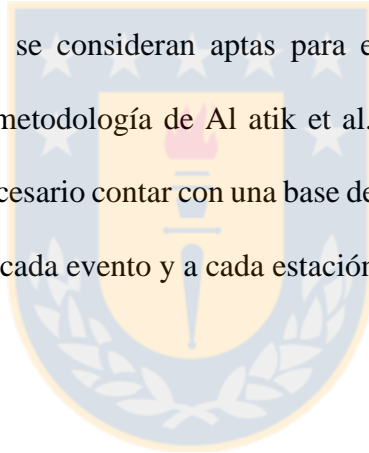 se consideran aptas para e
metodología de Al atik et al.
cesario contar con una base de
cada evento y a cada estación